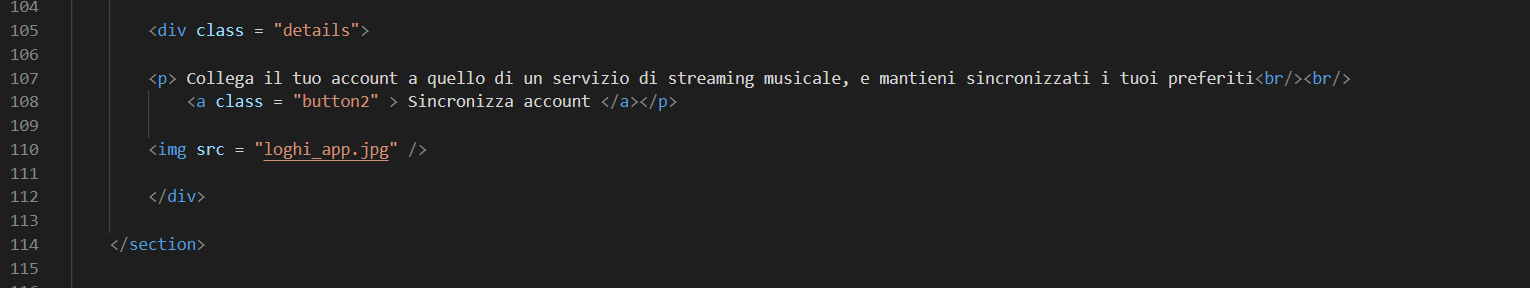 104
105 <div class = "details">
106
107 <p> Collega il tuo account a quello di un servizio di streaming musicale, e mantieni sincronizzati i tuoi preferiti<br/><br/>
108 <a class = "button2" > Sincronizza account </a></p>
109
110 <img src = "loghi_app.jpg" />
111
112 </div>
113
114 </section>
115
116